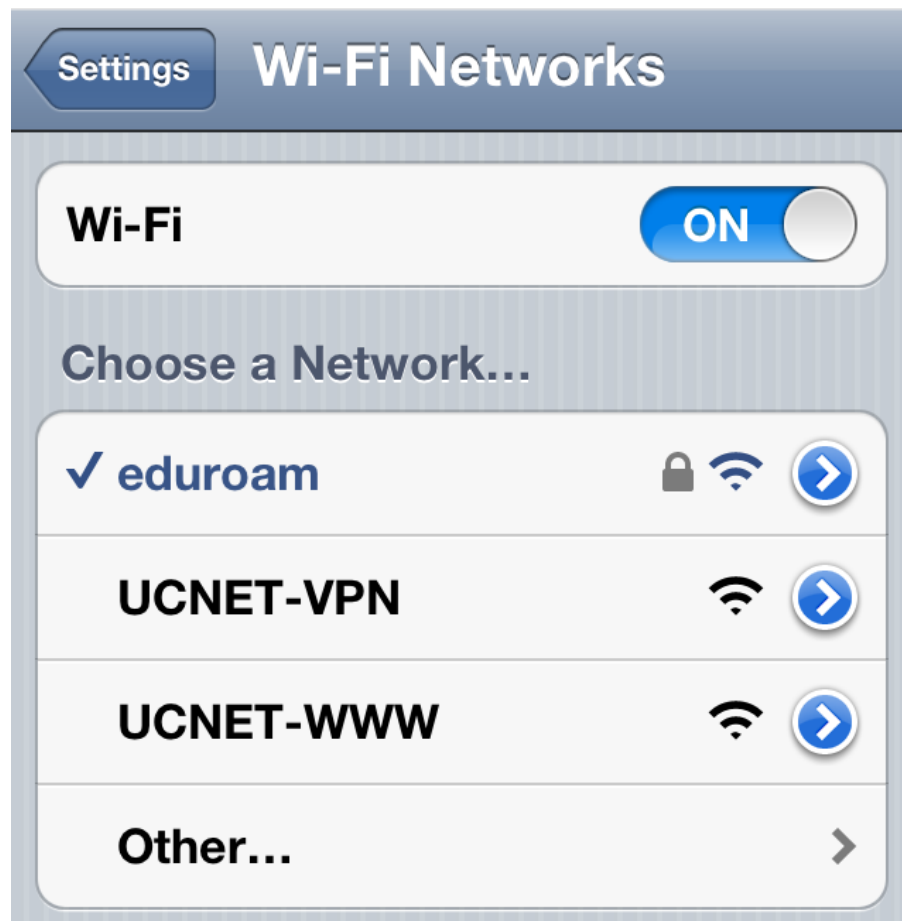 Settings Wi-Fi Networks
Wi-Fi ON
Choose a Network...
eduroam
UCNET-VPN
UCNET-WWW
Other...